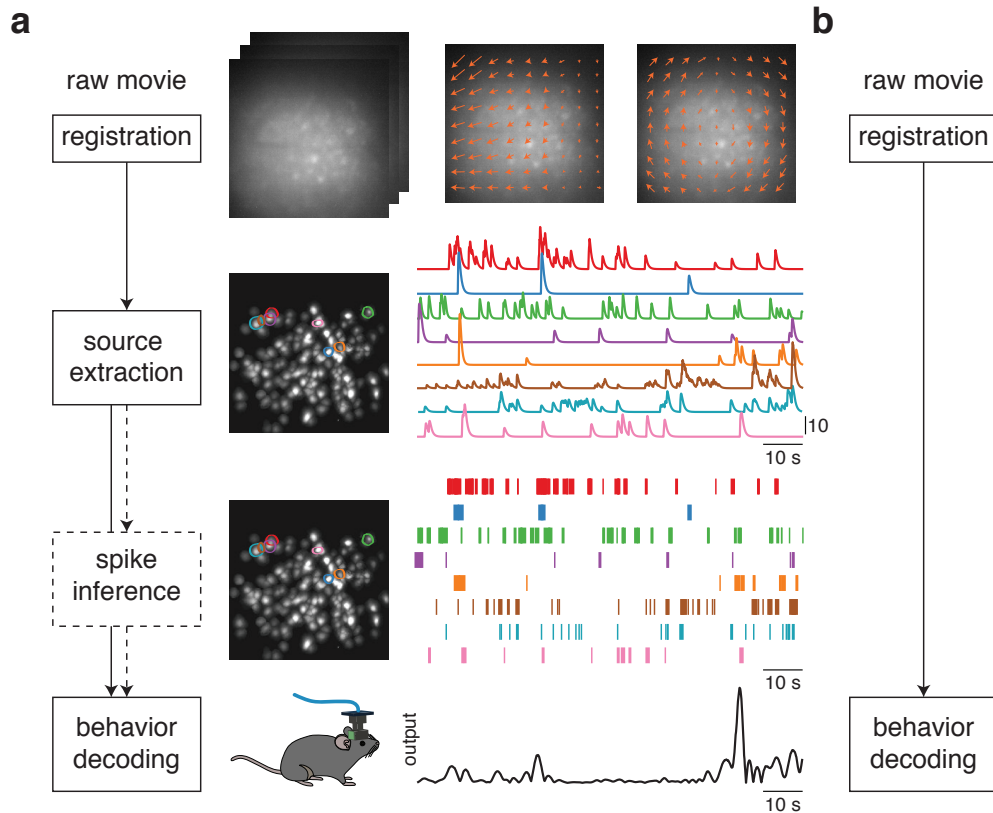 a
raw movie
registration
source
extraction
spike
inference
behavior
decoding
10
10 s
10 s
output
10 s
b
raw movie
registration
behavior
decoding